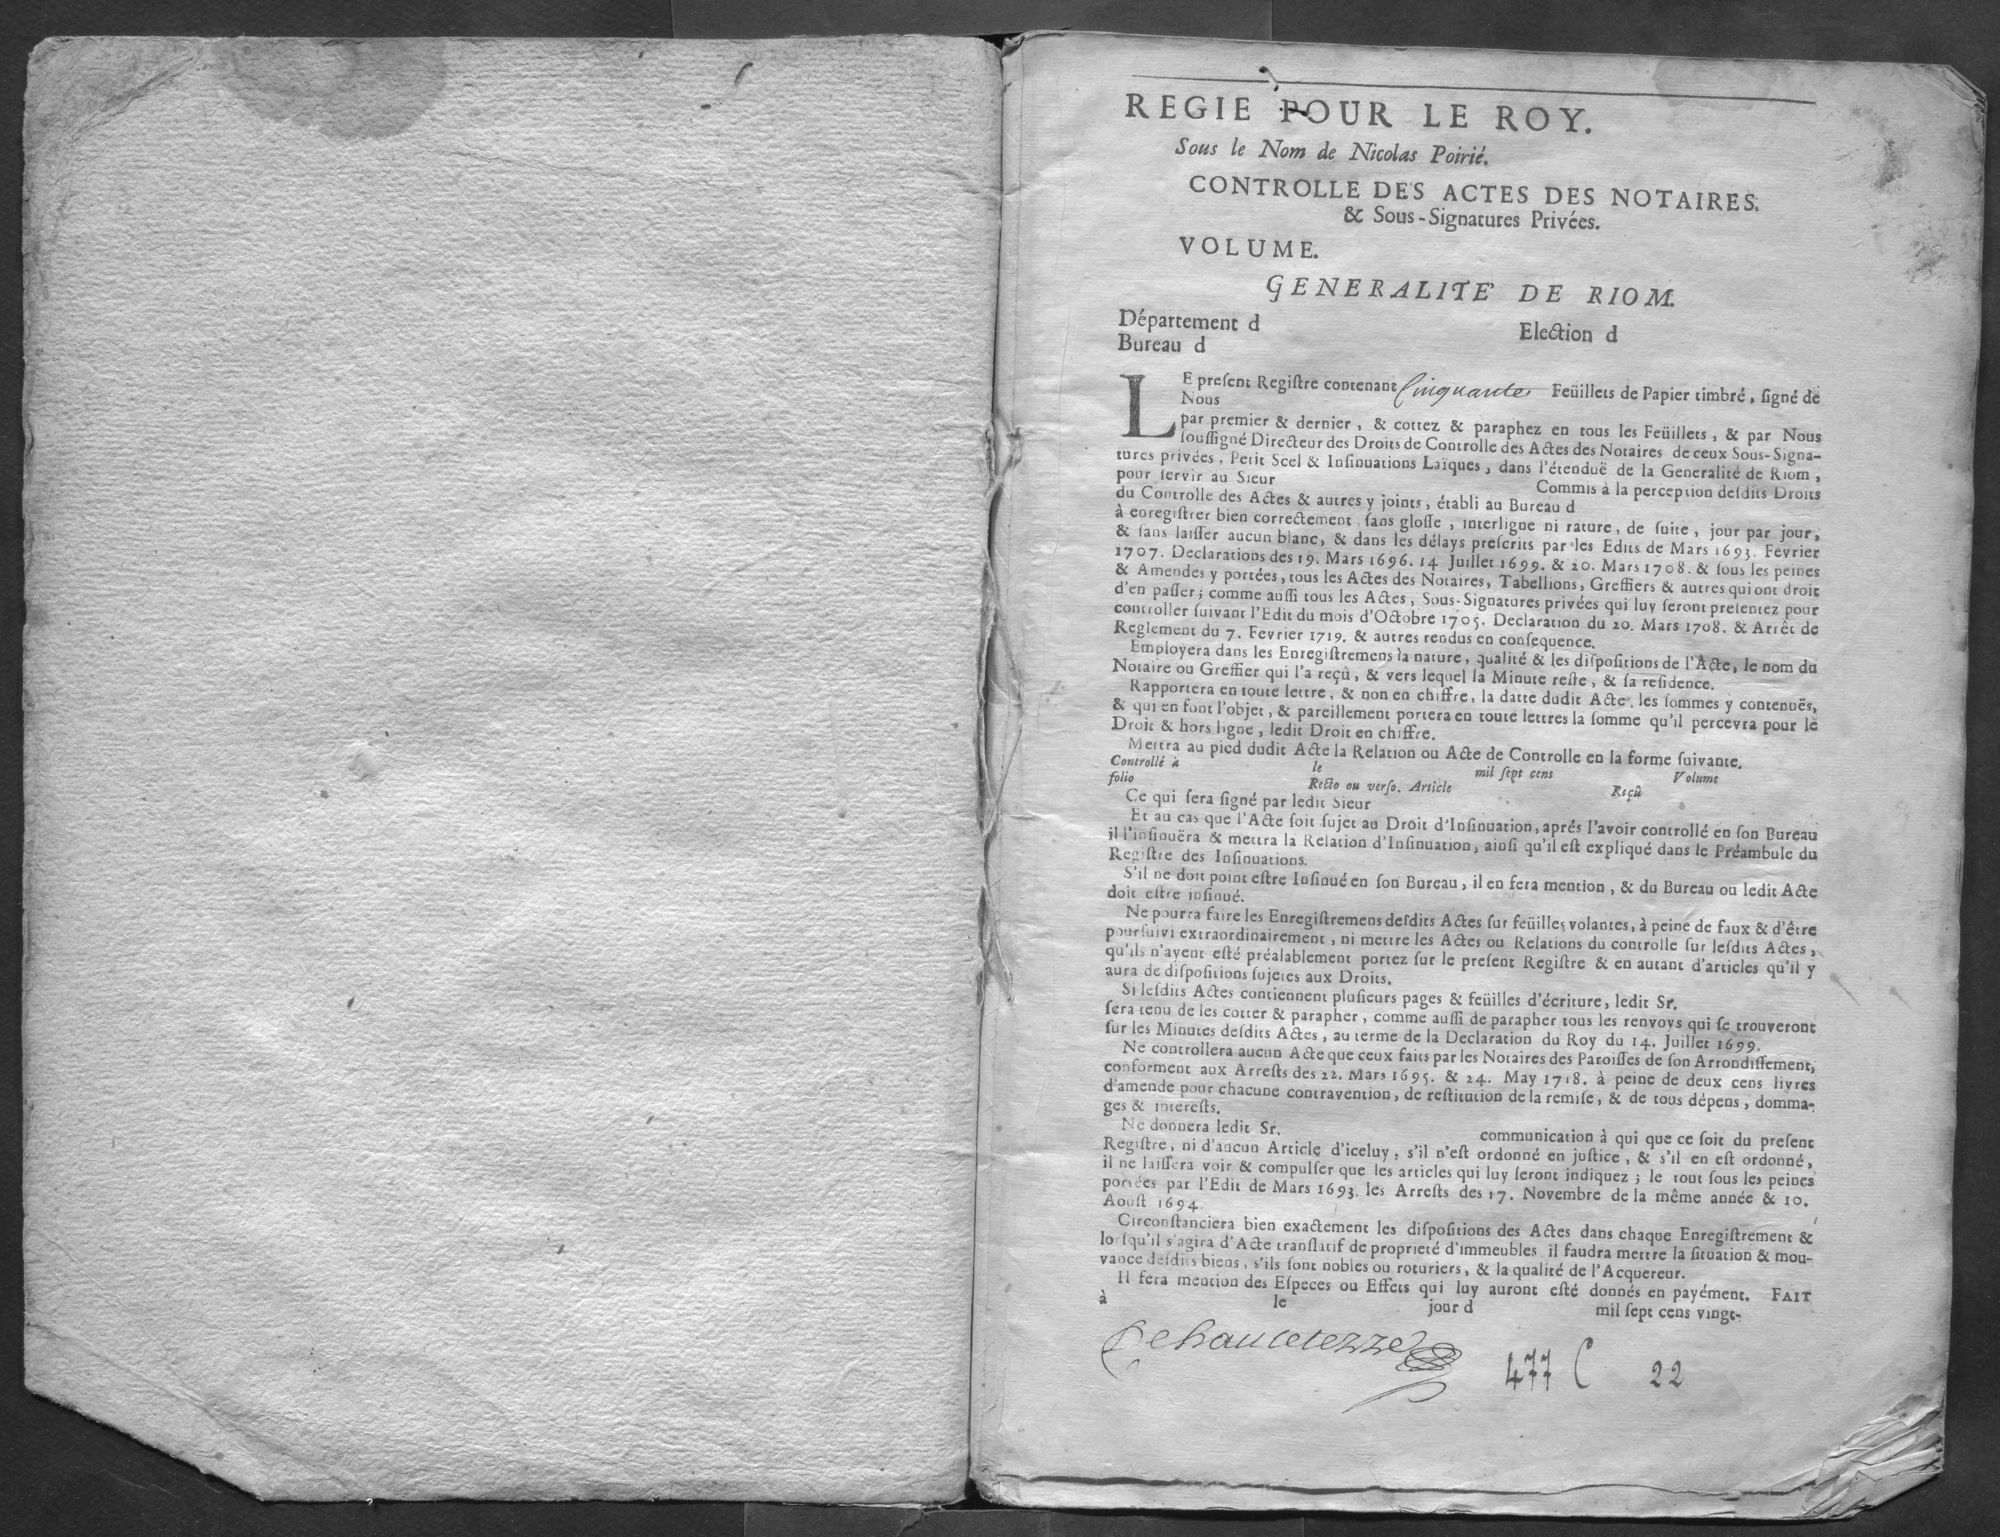 REGIE POUR LE ROY.
Sous le Nom de Nicolas Poirié.
CONTROLLE DES ACTES DES NOTAIRES.
& Sous-Signatures Privées.
VOLUME.
GENERALITE' DE RIOM.
Département d Election d
Bureau d
LE preſent Regiſtre contenant Cinquante Feüillets de Papier timbré, ſigné de
Nous
par premier & dernier, & cottez & paraphez en tous les Feüillets, & par Nous
ſouſſigné Directeur des Droits de Controlle des Actes des Notaires de ceux Sous-Signa-
tures privées, Petit Scel & Inſinuations Laïques, dans l'étenduë de la Generalité de Riom,
pour ſervir au Sieur Commis à la perception deſdits Droits
du Controlle des Actes & autres y joints, établi au Bureau d
à enregiſtrer bien correctement, ſans gloſſe, interligne ni rature, de ſuite, jour par jour,
& ſans laiſſer aucun blanc, & dans les délays preſcrits par les Edits de Mars 1693. Fevrier
1707. Declarations des 19. Mars 1696. 14 Juillet 1699. & 20. Mars 1708. & ſous les peines
& Amendes y portées, tous les Actes des Notaires, Tabellions, Greffiers & autres qui ont droit
d'en paſſer; comme auſſi tous les Actes, Sous-Signatures privées qui luy ſeront preſentez pour
controller ſuivant l'Edit du mois d'Octobre 1705. Declaration du 20. Mars 1708. & Arrêt de
Reglement du 7. Fevrier 1719. & autres rendus en conſequence.
Employera dans les Enregiſtremens la nature, qualité & les diſpoſitions de l'Acte, le nom du
Notaire ou Greffier qui l'a reçû, & vers lequel la Minute reſte, & ſa reſidence.
Rapportera en toute lettre, & non en chiffre, la datte dudit Acte, les ſommes y contenuës,
& qui en font l'objet, & pareillement portera en toute lettres la ſomme qu'il percevra pour le
Droit & hors ligne, ledit Droit en chiffre.
Mettra au pied dudit Acte la Relation ou Acte de Controlle en la forme ſuivante.
Controllé à le mil ſept cens Volume
folio Recto ou verſo. Article Reçû
Ce qui ſera ſigné par ledit Sieur
Et au cas que l'Acte ſoit ſujet au Droit d'Inſinuation, aprés l'avoir controllé en ſon Bureau
il l'inſinuëra & mettra la Relation d'Inſinuation, ainſi qu'il eſt expliqué dans le Préambule du
Regiſtre des Inſinuations.
S'il ne doit point eſtre Inſinué en ſon Bureau, il en fera mention, & du Bureau ou ledit Acte
doit eſtre inſinué.
Ne pourra faire les Enregiſtremens deſdits Actes ſur feüilles volantes, à peine de faux & d'être
pourſuivi extraordinairement, ni mettre les Actes ou Relations du controlle ſur leſdits Actes,
qu'ils n'ayent eſté préalablement portez ſur le preſent Regiſtre & en autant d'articles qu'il y
aura de diſpoſitions ſujetes aux Droits.
Si leſdits Actes contiennent pluſieurs pages & feüilles d'écriture, ledit Sr.
ſera tenu de les cotter & parapher, comme auſſi de parapher tous les renvoys qui ſe trouveront
ſur les Minutes deſdits Actes, au terme de la Declaration du Roy du 14. Juillet 1699.
Ne controllera aucun Acte que ceux faits par les Notaires des Paroiſſes de ſon Arrondiſſement,
conforment aux Arreſts des 22. Mars 1695. & 24. May 1718. à peine de deux cens livres
d'amende pour chacune contravention, de reſtitution de la remiſe, & de tous dépens, domma-
ges & intereſts.
Ne donnera ledit Sr. communication à qui que ce ſoit du preſent
Regiſtre, ni d'aucun Article d'iceluy, s'il n'eſt ordonné en juſtice, & s'il en eſt ordonné,
il ne laiſſera voir & compulſer que les articles qui luy ſeront indiquez; le tout ſous les peines
portées par l'Edit de Mars 1693. les Arreſts des 17. Novembre de la même année & 10.
Aouſt 1694.
Circonſtanciera bien exactement les diſpoſitions des Actes dans chaque Enregiſtrement &
lorſqu'il s'agira d'Acte tranſlatif de proprieté d'immeubles, il faudra mettre la ſituation & mou-
vance deſdits biens, s'ils ſont nobles ou roturiers, & la qualité de l'Acquereur.
Il fera mention des Eſpeces ou Effets qui luy auront eſté donnés en payément. FAIT
à le jour d mil ſept cens vingt-
477 C 22